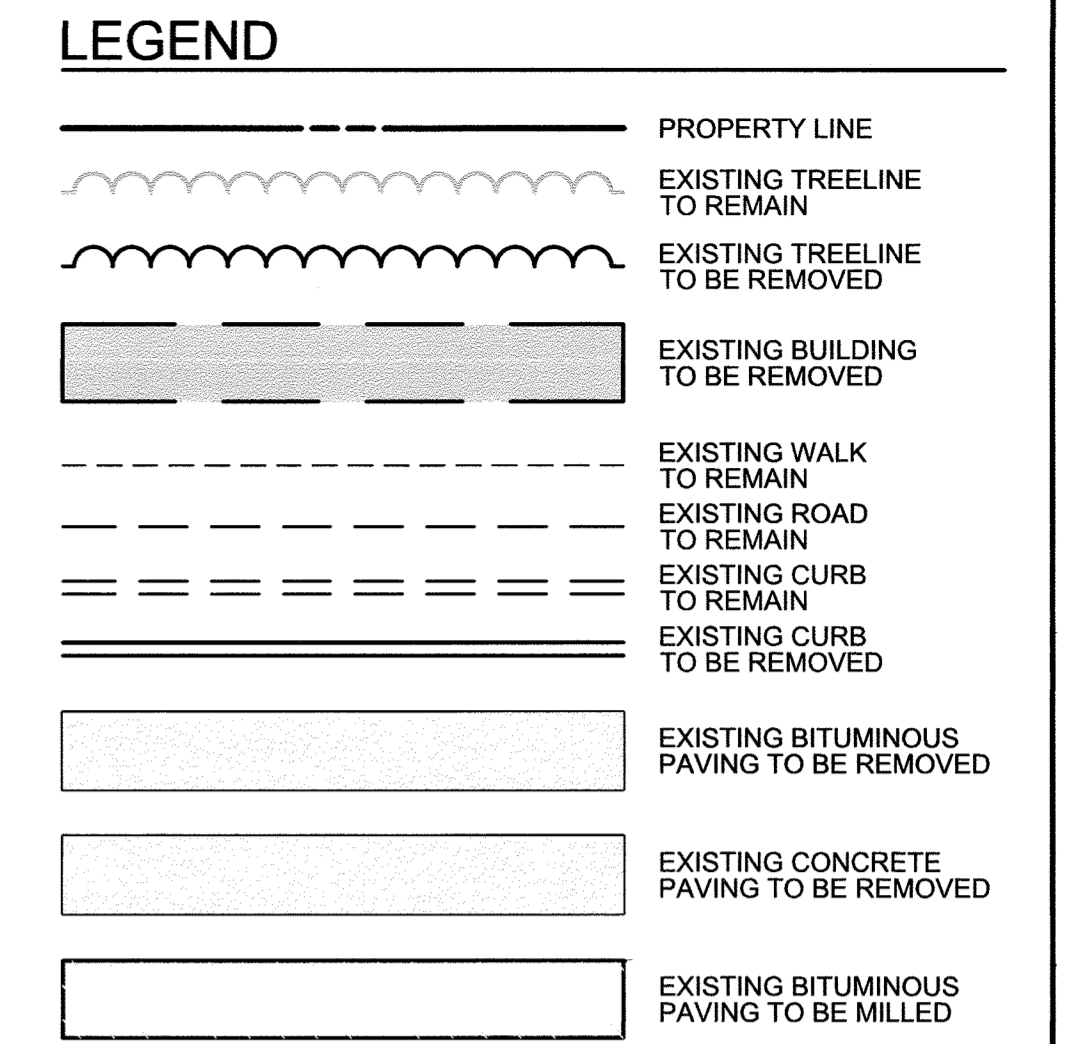 LEGEND
PROPERTY LINE
EXISTING TREELINE
TO REMAIN
EXISTING TREELINE
TO BE REMOVED
EXISTING BUILDING
TO BE REMOVED
EXISTING WALK
TO REMAIN
EXISTING ROAD
TO REMAIN
EXISTING CURB
TO REMAIN
EXISTING CURB
TO BE REMOVED
EXISTING BITUMINOUS
PAVING TO BE REMOVED
EXISTING CONCRETE
PAVING TO BE REMOVED
EXISTING BITUMINOUS
PAVING TO BE MILLED